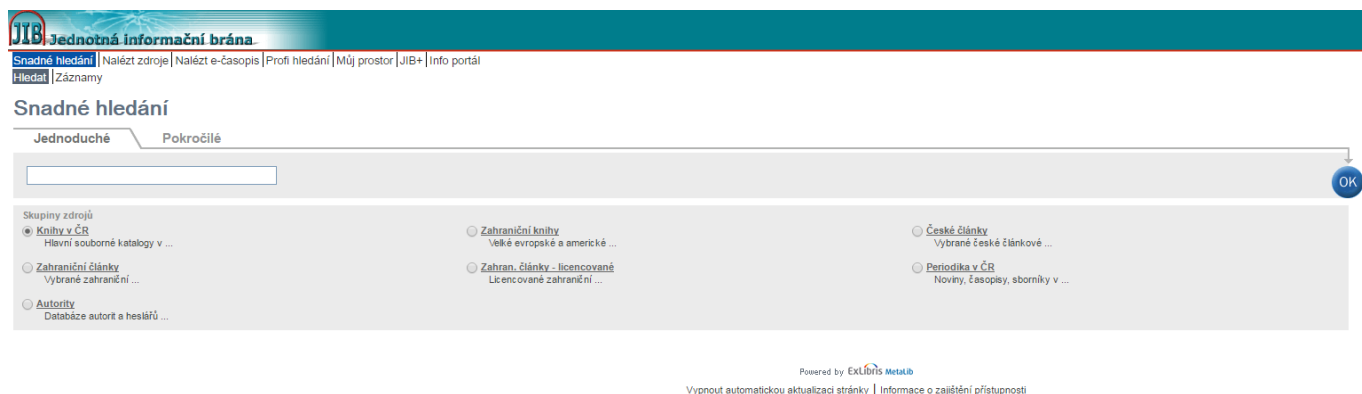 JIB Jednotná informační brána
Snadné hledání Nalézt zdroje Nalézt e-časopis Profi hledání Můj prostor JIB+ Info portál
Hledat Záznamy
Snadné hledání
Jednoduché Pokročilé
OK
Skupiny zdrojů
Knihy v ČR Zahraniční knihy České články
Hlavní souborné katalogy v ... Velké evropské a americké ... Vybrané české článkové ...
Zahraniční články Zahran. články - licencované Periodika v ČR
Vybrané zahraniční ... Licencované zahraniční ... Noviny, časopisy, sborníky v ...
Autority
Databáze autorit a heslářů ...
Powered by ExLibris MetaLib
Vypnout automatickou aktualizaci stránky | Informace o zajištění přístupnosti